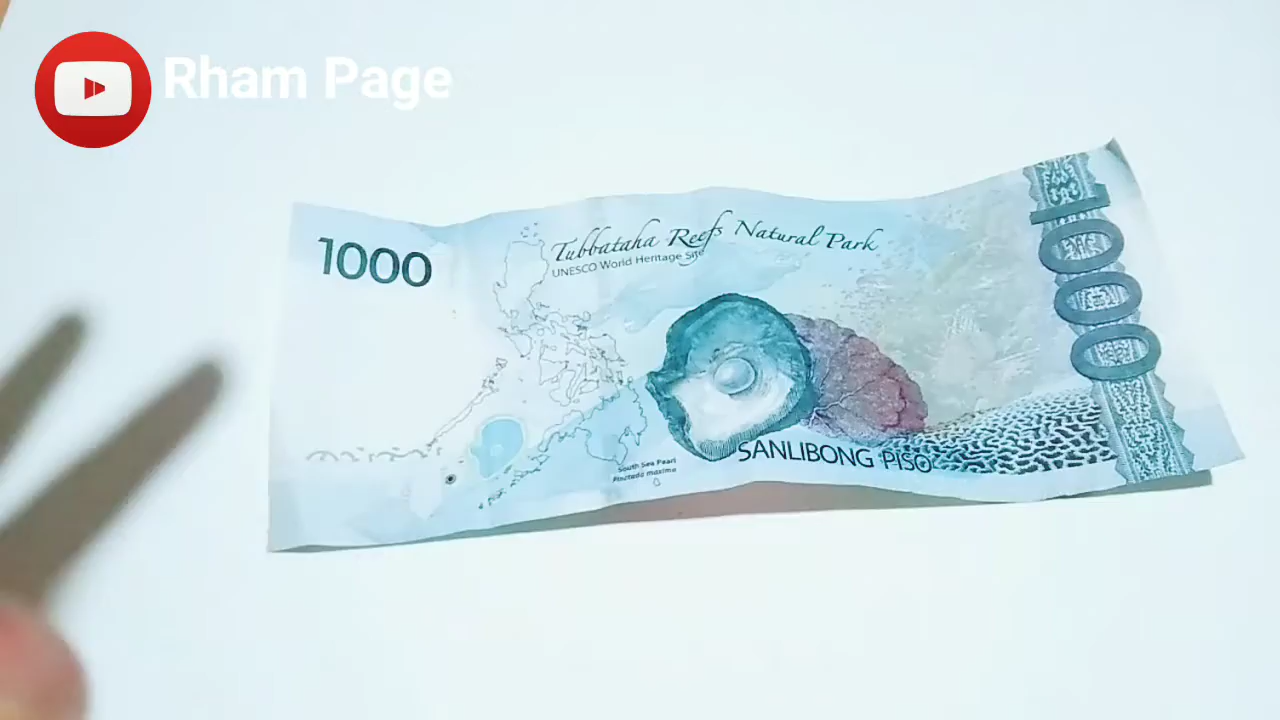 Rham Page
1000
Tubbataha Reefs Natural Park
UNESCO World Heritage Site
1000
South Sea Pearl
Pinctada maxima
SANLIBONG PISO